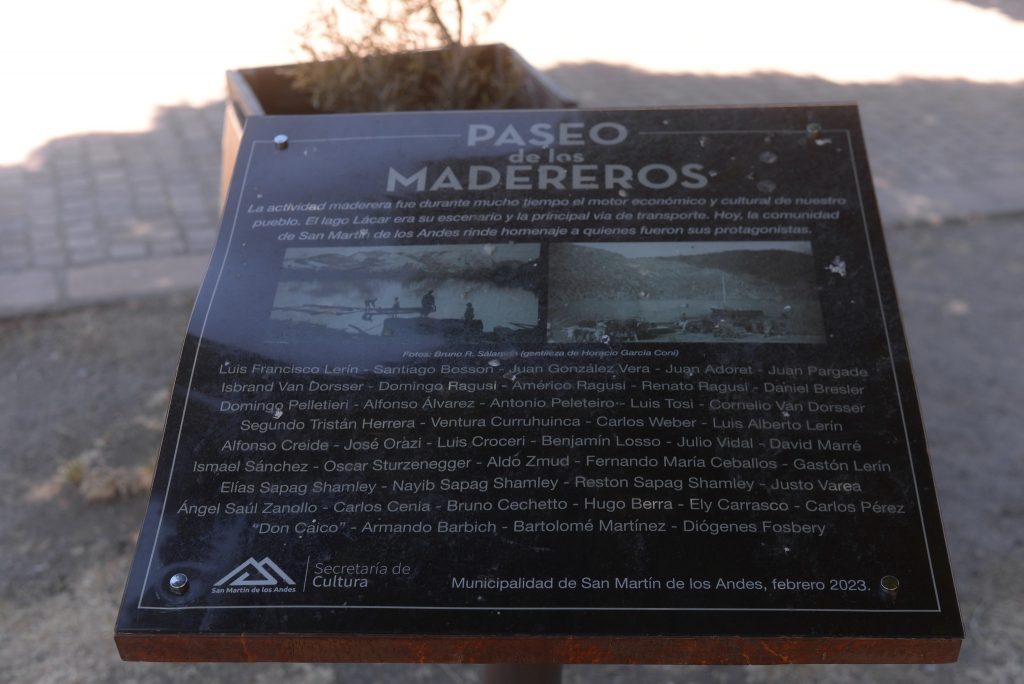 PASEO
de los
MADEREROS
La actividad maderera fue durante mucho tiempo el motor económico y cultural de nuestro
pueblo. El lago Lácar era su escenario y la principal vía de transporte. Hoy, la comunidad
de San Martín de los Andes rinde homenaje a quienes fueron sus protagonistas.
Fotos: Bruno R. (gentileza de Horacio García Coni)
Luis Francisco Lerín - Santiago Bosson - Juan González Vera - Juan Adoret - Juan Pargade
Isbrand Van Dorsser - Domingo Ragusi - Américo Ragusi - Renato Ragusi - Daniel Bresler
Domingo Pelletieri - Alfonso Álvarez - Antonio Peleteiro - Luis Tosi - Cornelio Van Dorsser
Segundo Tristán Herrera - Ventura Curruhuinca - Carlos Weber - Luis Alberto Lerín
Alfonso Creide - José Orazi - Luis Croceri - Benjamín Losso - Julio Vidal - David Marré
Ismael Sánchez - Oscar Sturzenegger - Aldo Zmud - Fernando María Ceballos - Gastón Lerín
Elías Sapag Shamley - Nayib Sapag Shamley - Reston Sapag Shamley - Justo Varea
Ángel Saúl Zanollo - Carlos Cenia - Bruno Cechetto - Hugo Berra - Ely Carrasco - Carlos Pérez
"Don Caico" - Armando Barbich - Bartolomé Martínez - Diógenes Fosbery
San Martín de los Andes
Secretaría de
Cultura
Municipalidad de San Martín de los Andes, febrero 2023.